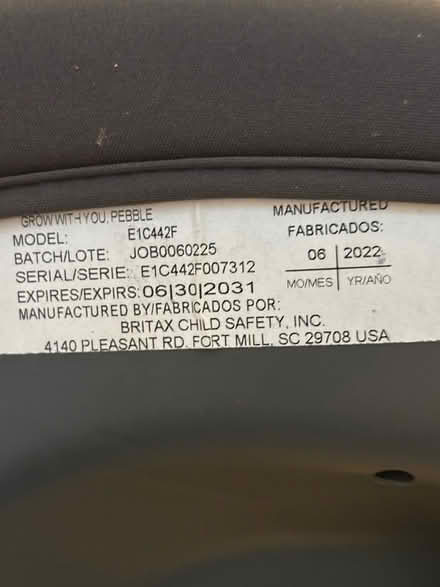 GROW WITH YOU, PEBBLE
MODEL: E1C442F
BATCH/LOTE: JOB0060225
SERIAL/SERIE: E1C442F007312
EXPIRES/EXPIRS: 06|30|2031
MANUFACTURED BY/FABRICADOS POR:
BRITAX CHILD SAFETY, INC.
4140 PLEASANT RD. FORT MILL, SC 29708 USA
MANUFACTURED
FABRICADOS:
06 2022
MO/MES YR/AÑO